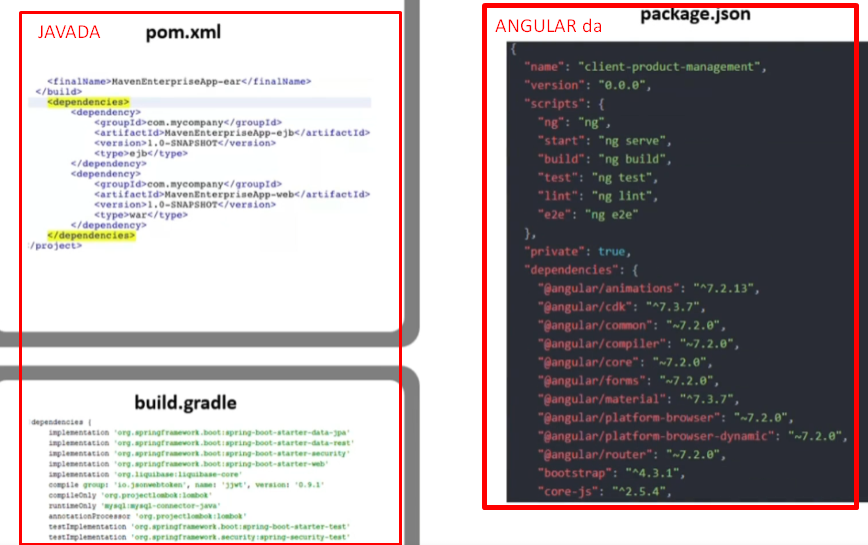 JAVADA
pom.xml
<finalName>MavenEnterpriseApp-ear</finalName>
</build>
<dependencies>
<dependency>
<groupId>com.mycompany</groupId>
<artifactId>MavenEnterpriseApp-ejb</artifactId>
<version>1.0-SNAPSHOT</version>
<type>ejb</type>
</dependency>
<dependency>
<groupId>com.mycompany</groupId>
<artifactId>MavenEnterpriseApp-web</artifactId>
<version>1.0-SNAPSHOT</version>
<type>war</type>
</dependency>
</dependencies>
/project>
build.gradle
dependencies {
implementation 'org.springframework.boot:spring-boot-starter-data-jpa'
implementation 'org.springframework.boot:spring-boot-starter-data-rest'
implementation 'org.springframework.boot:spring-boot-starter-security'
implementation 'org.springframework.boot:spring-boot-starter-web'
implementation 'org.liquibase:liquibase-core'
compile group: 'io.jsonwebtoken', name: 'jjwt', version: '0.9.1'
compileOnly 'org.projectlombok:lombok'
runtimeOnly 'mysql:mysql-connector-java'
annotationProcessor 'org.projectlombok:lombok'
testImplementation 'org.springframework.boot:spring-boot-starter-test'
testImplementation 'org.springframework.security:spring-security-test'
ANGULAR da
package.json
{
"name": "client-product-management",
"version": "0.0.0",
"scripts": {
"ng": "ng",
"start": "ng serve",
"build": "ng build",
"test": "ng test",
"lint": "ng lint",
"e2e": "ng e2e"
},
"private": true,
"dependencies": {
"@angular/animations": "^7.2.13",
"@angular/cdk": "^7.3.7",
"@angular/common": "~7.2.0",
"@angular/compiler": "~7.2.0",
"@angular/core": "~7.2.0",
"@angular/forms": "~7.2.0",
"@angular/material": "^7.3.7",
"@angular/platform-browser": "~7.2.0",
"@angular/platform-browser-dynamic": "~7.2.0",
"@angular/router": "~7.2.0",
"bootstrap": "^4.3.1",
"core-js": "^2.5.4",